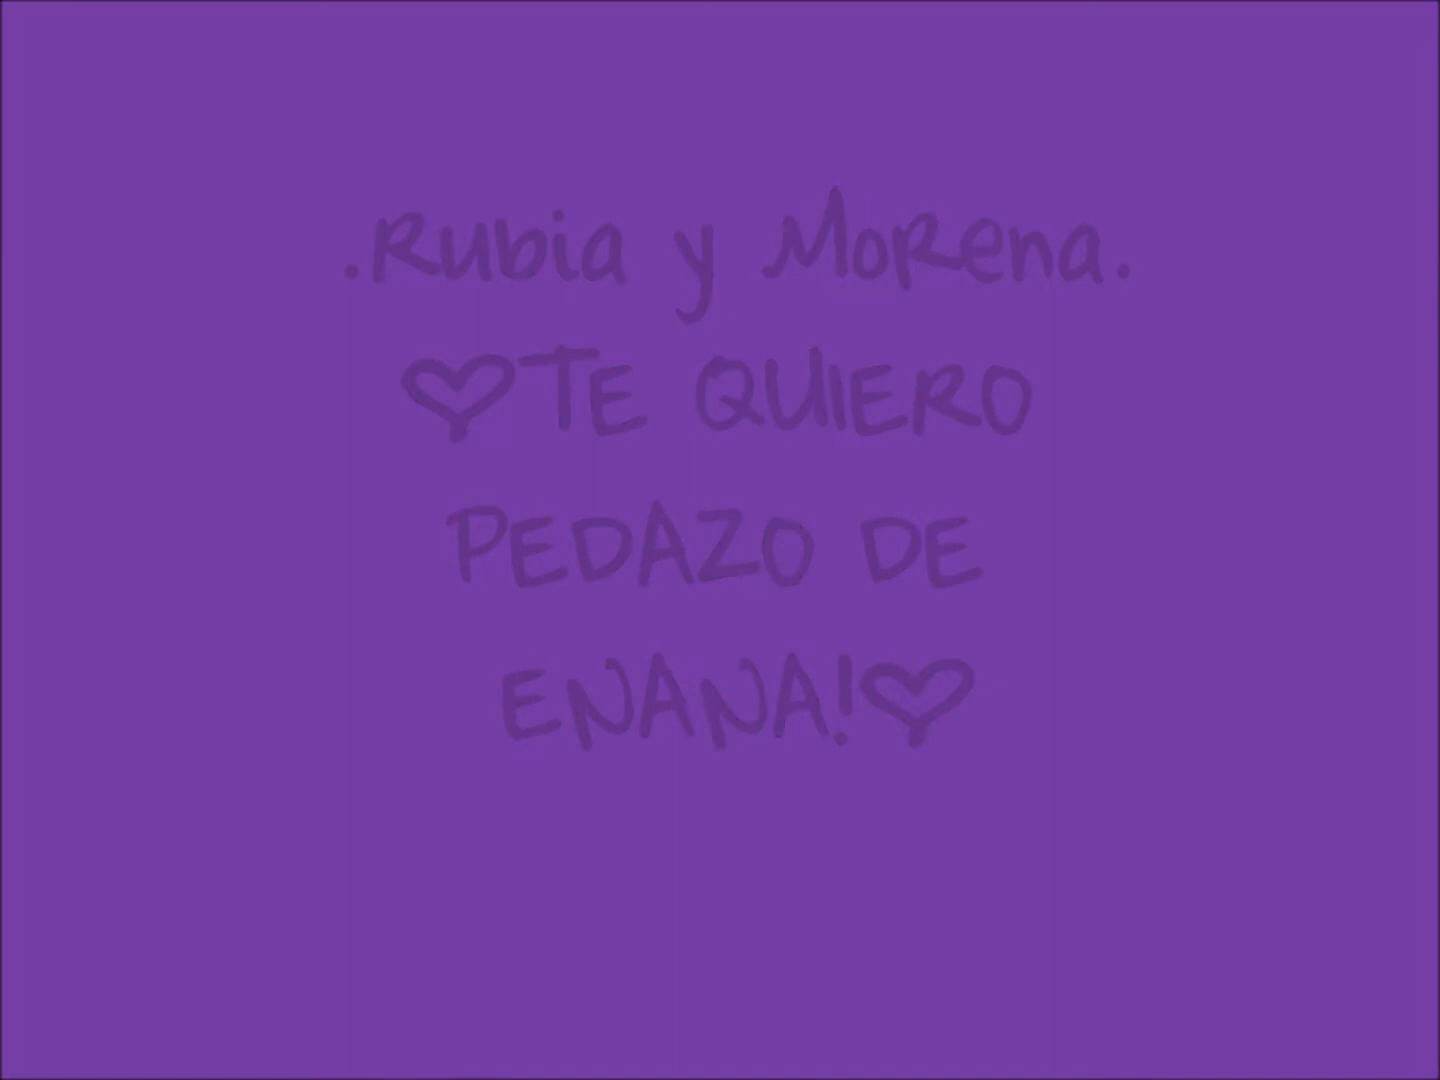 .Rubia y MoRena.
♡TE QUIERO
PEDAZO DE
ENANA!♡